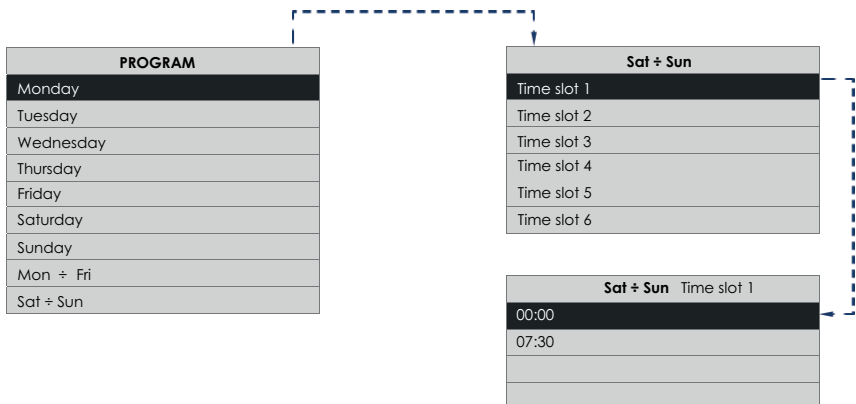 PROGRAM
Monday
Tuesday
Wednesday
Thursday
Friday
Saturday
Sunday
Mon ÷ Fri
Sat ÷ Sun
Sat ÷ Sun
Time slot 1
Time slot 2
Time slot 3
Time slot 4
Time slot 5
Time slot 6
Sat ÷ Sun Time slot 1
00:00
07:30